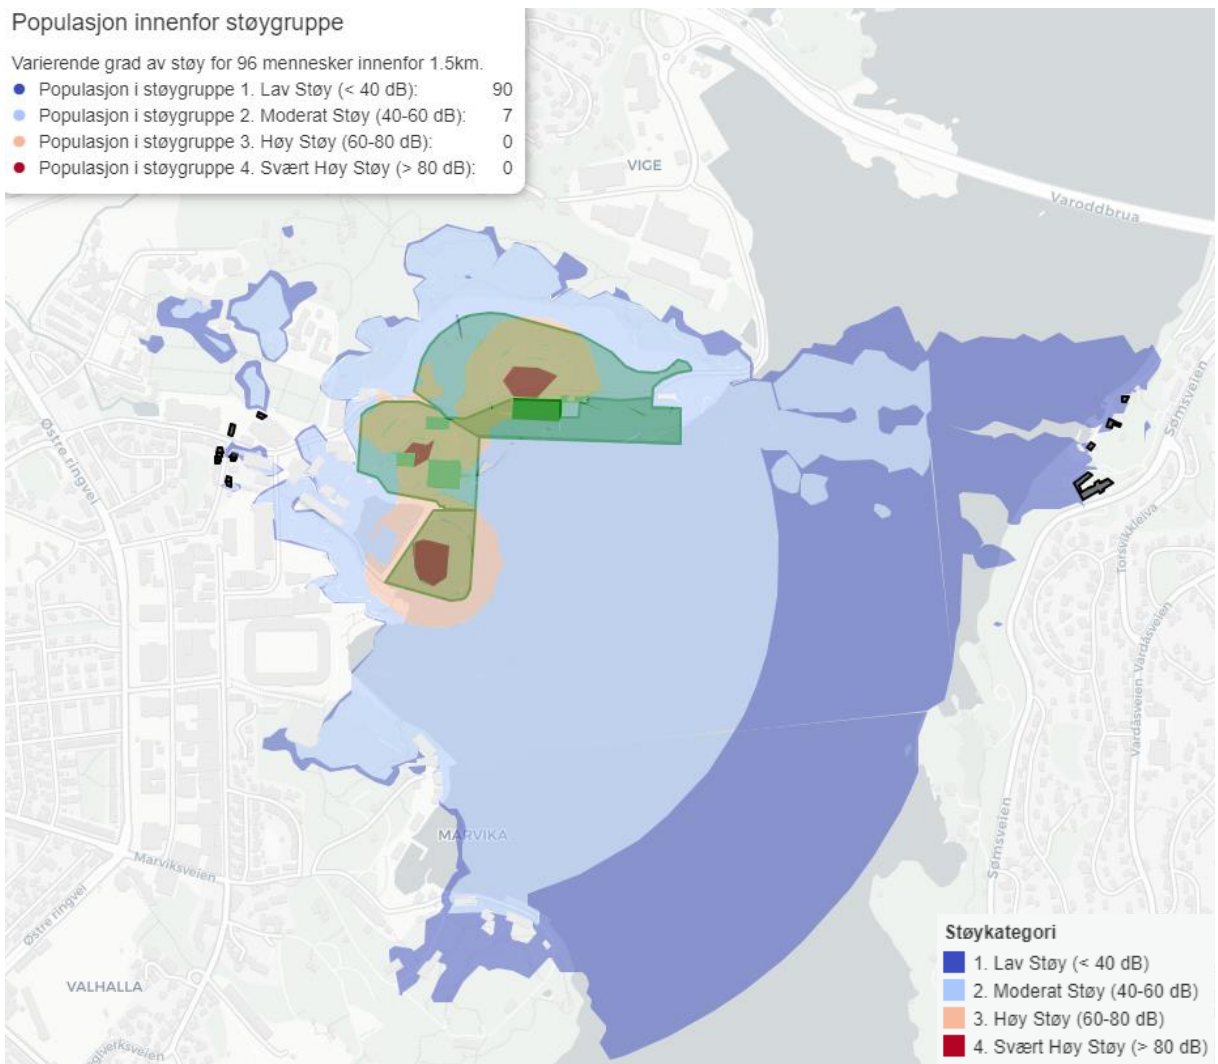 Populasjon innenfor støygruppe
Varierende grad av støy for 96 mennesker innenfor 1.5km.
Populasjon i støygruppe 1. Lav Støy (< 40 dB): 90
Populasjon i støygruppe 2. Moderat Støy (40-60 dB): 7
Populasjon i støygruppe 3. Høy Støy (60-80 dB): 0
Populasjon i støygruppe 4. Svært Høy Støy (> 80 dB): 0
VIGE
Varoddbrua
Sømsveien
Østre ringvei
Torsvikkleiva
Vardåsveien
Vardåsveien
MARVIKA
Marviksveien
Sømsveien
Østre ringvei
VALHALLA
Støykategori
1. Lav Støy (< 40 dB)
2. Moderat Støy (40-60 dB)
3. Høy Støy (60-80 dB)
4. Svært Høy Støy (> 80 dB)